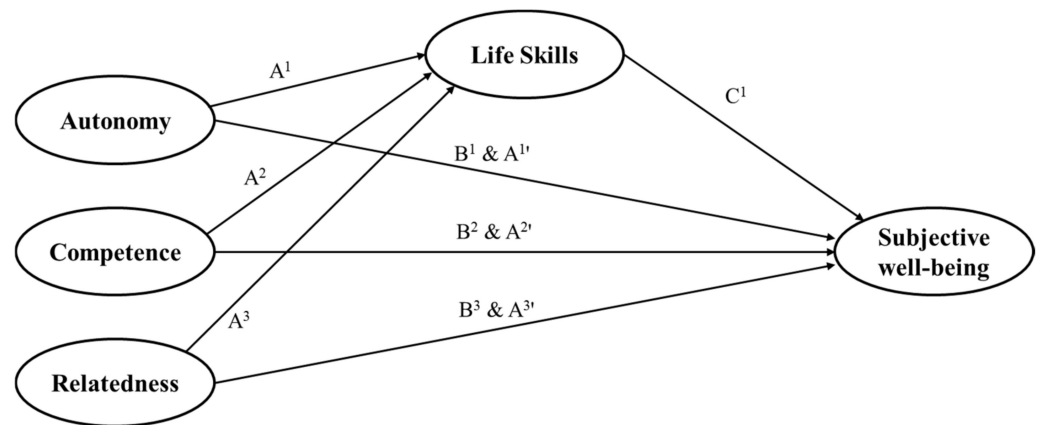 Life Skills
A¹
C¹
Autonomy
B¹ & A¹'
A²
B² & A²'
Competence
Subjective
well-being
B³ & A³'
A³
Relatedness